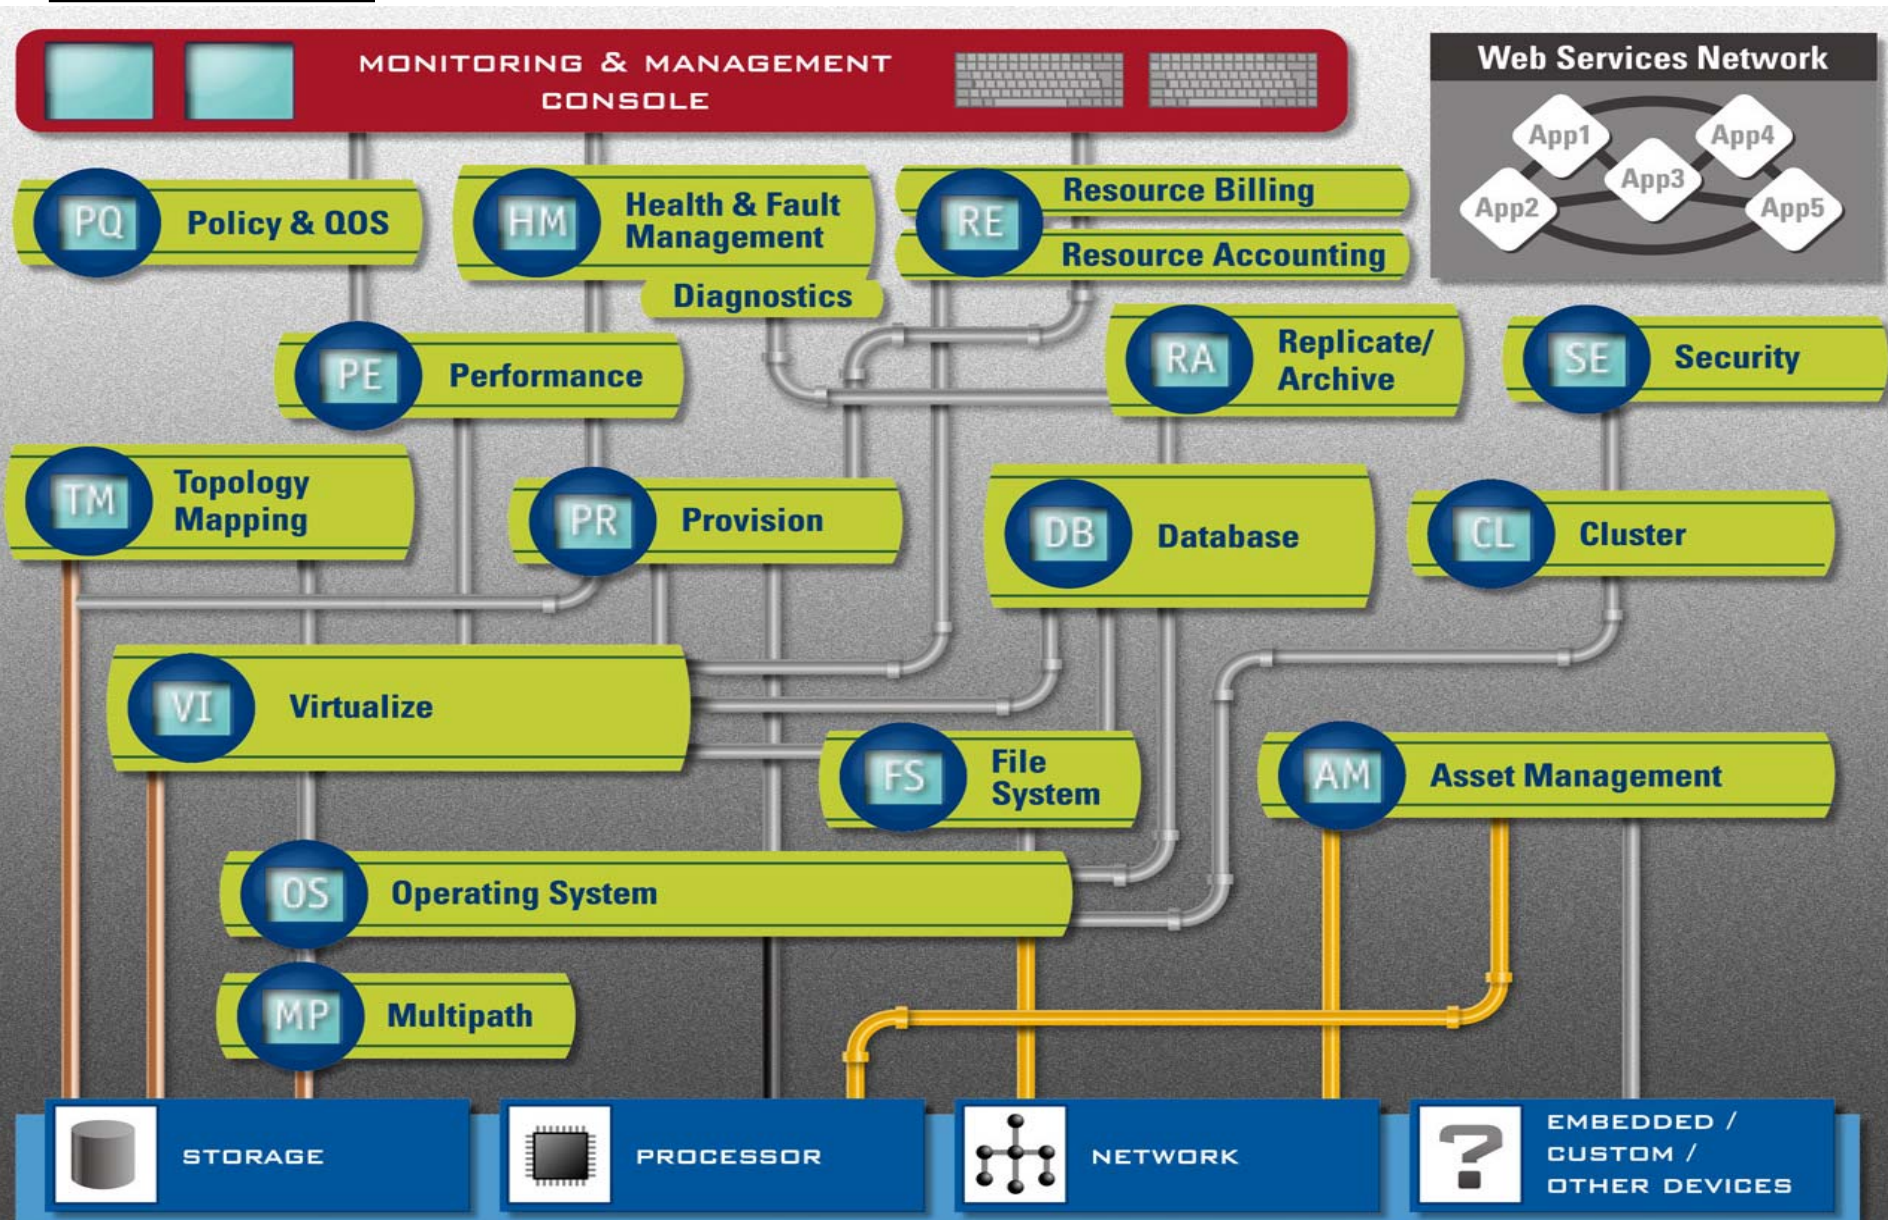 MONITORING & MANAGEMENT
CONSOLE
Web Services Network
App1
App4
App3
App2
App5
PQ
Policy & QOS
HM
Health & Fault
Management
Diagnostics
RE
Resource Billing
Resource Accounting
PE
Performance
RA
Replicate/
Archive
SE
Security
TM
Topology
Mapping
PR
Provision
DB
Database
CL
Cluster
VI
Virtualize
FS
File
System
AM
Asset Management
OS
Operating System
MP
Multipath
STORAGE
PROCESSOR
NETWORK
?
EMBEDDED /
CUSTOM /
OTHER DEVICES